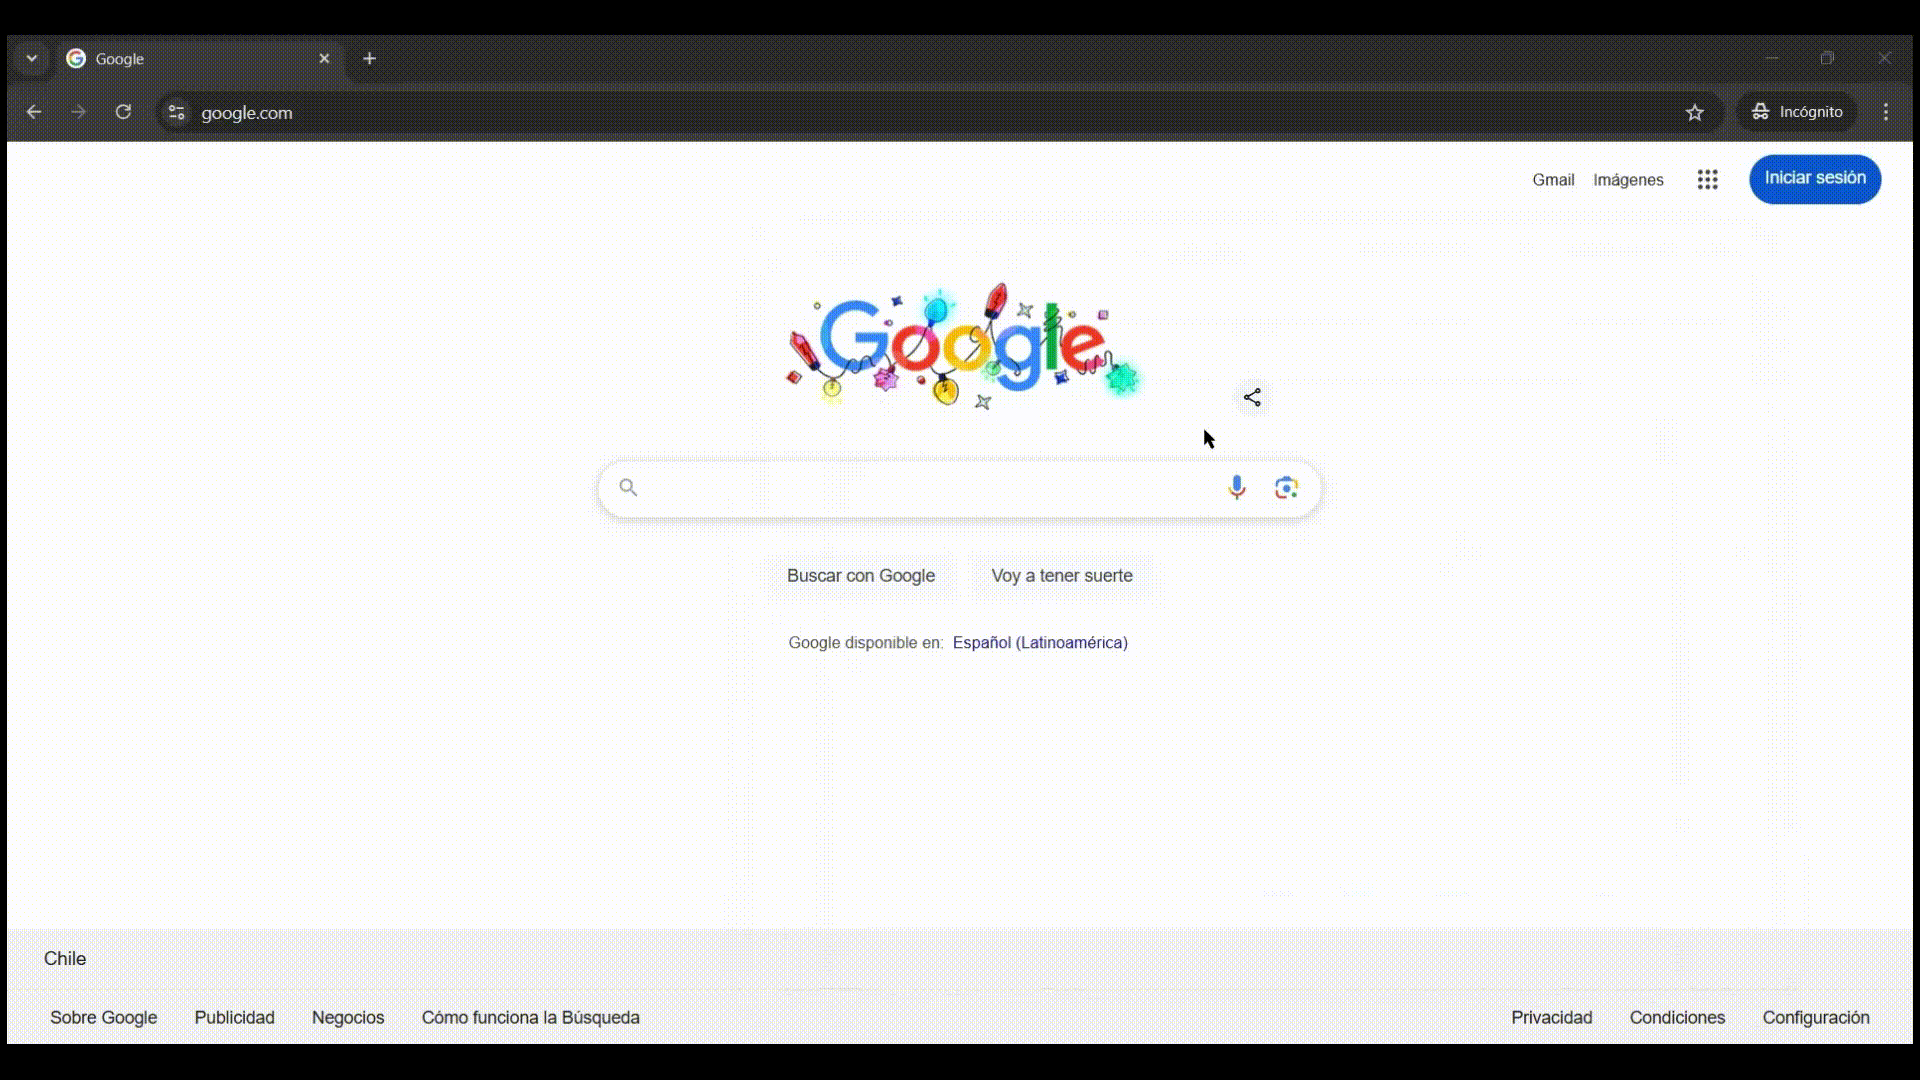 Google
google.com
Incógnito
Gmail Imágenes Iniciar sesión
Google
Buscar con Google Voy a tener suerte
Google disponible en: Español (Latinoamérica)
Chile
Sobre Google Publicidad Negocios Cómo funciona la Búsqueda Privacidad Condiciones Configuración